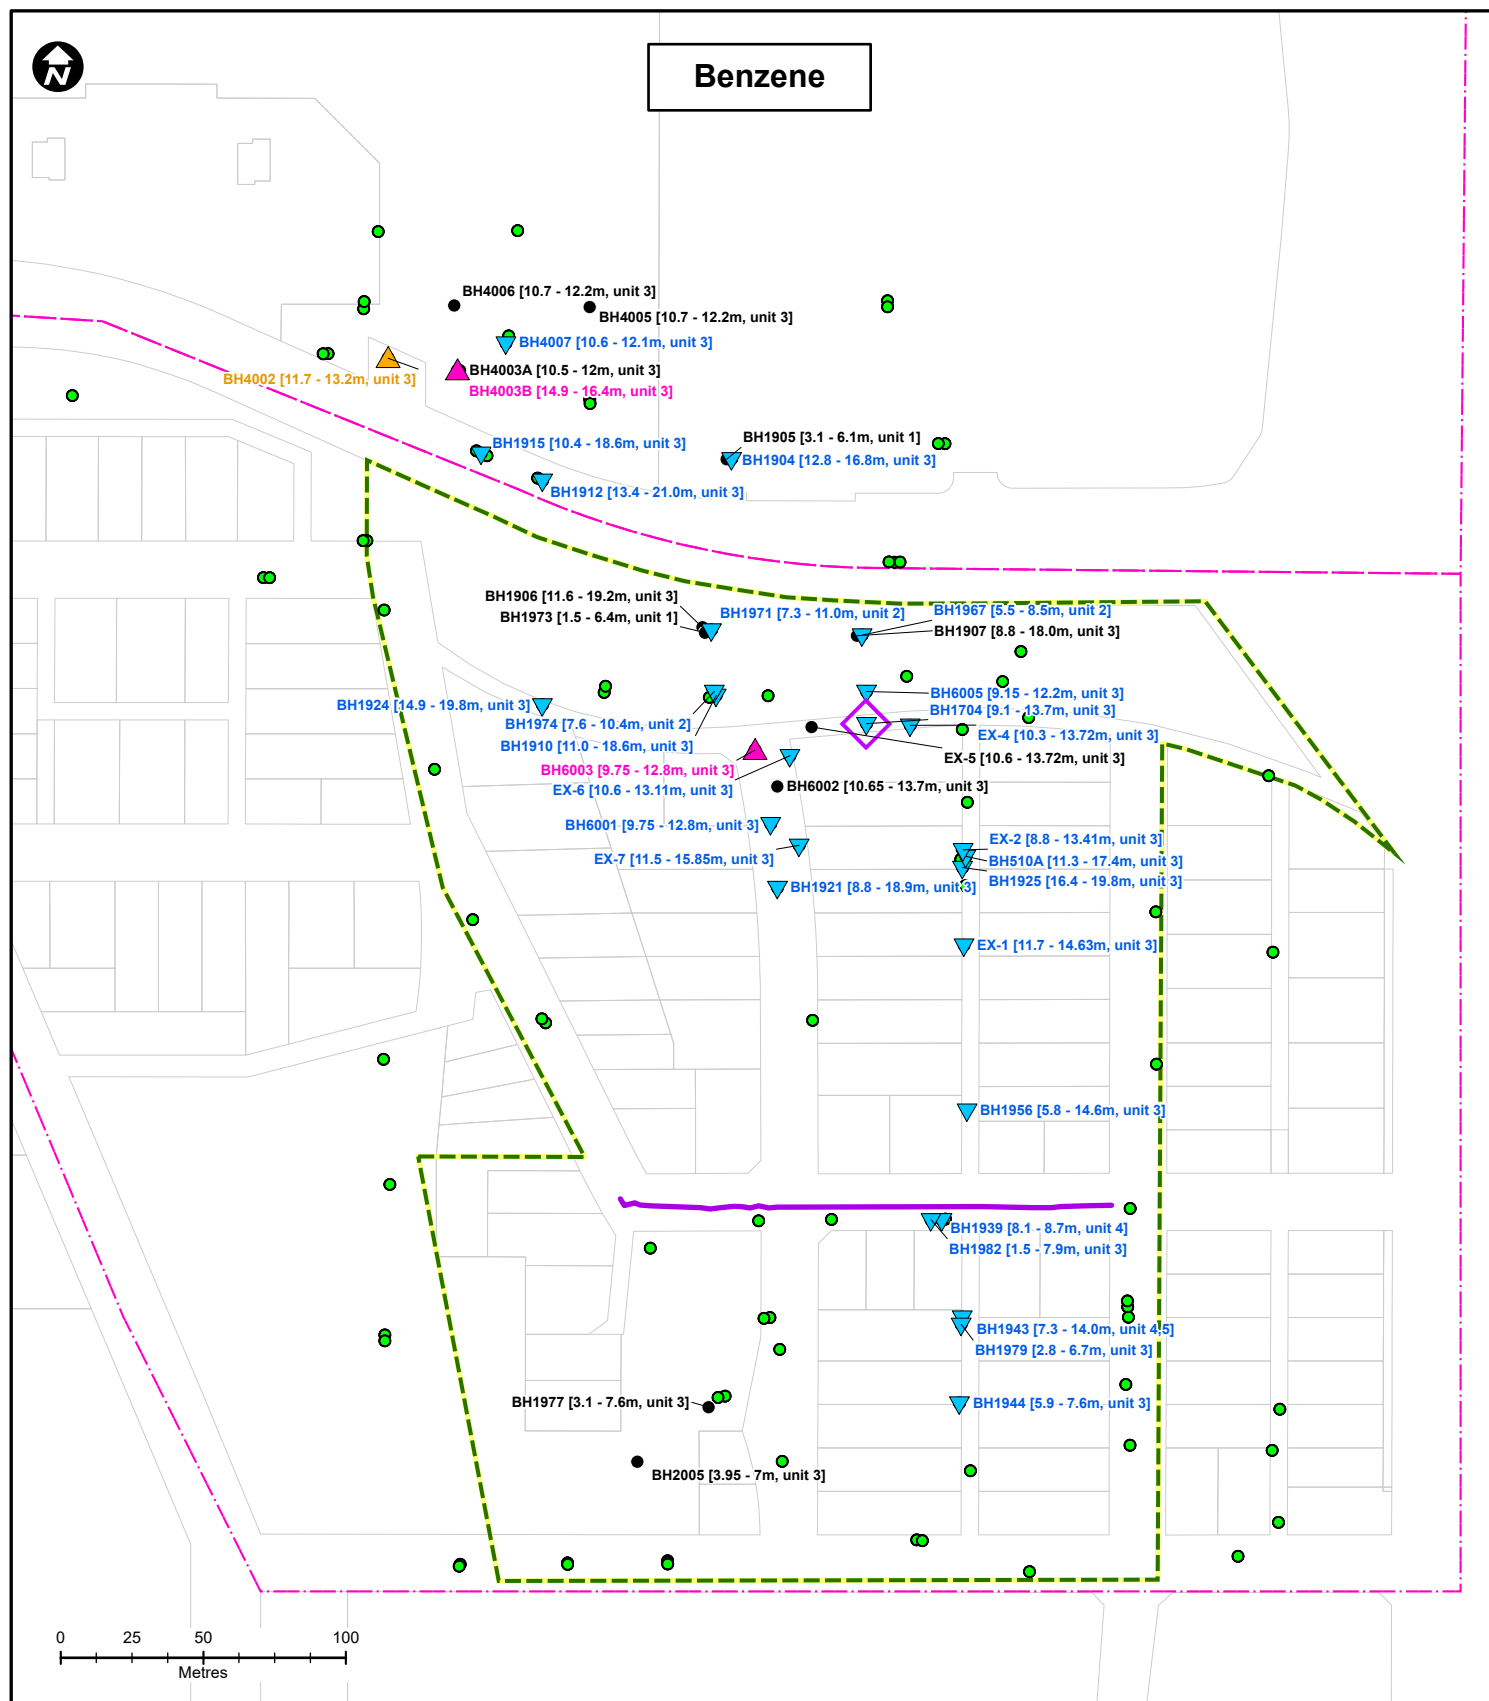 Benzene
N
BH4006 [10.7 - 12.2m, unit 3]
BH4005 [10.7 - 12.2m, unit 3]
BH4007 [10.6 - 12.1m, unit 3]
BH4003A [10.5 - 12m, unit 3]
BH4002 [11.7 - 13.2m, unit 3]
BH4003B [14.9 - 16.4m, unit 3]
BH1905 [3.1 - 6.1m, unit 1]
BH1915 [10.4 - 18.6m, unit 3]
BH1904 [12.8 - 16.8m, unit 3]
BH1912 [13.4 - 21.0m, unit 3]
BH1906 [11.6 - 19.2m, unit 3]
BH1973 [1.5 - 6.4m, unit 1]
BH1971 [7.3 - 11.0m, unit 2]
BH1967 [5.5 - 8.5m, unit 2]
BH1907 [8.8 - 18.0m, unit 3]
BH6005 [9.15 - 12.2m, unit 3]
BH1924 [14.9 - 19.8m, unit 3]
BH1704 [9.1 - 13.7m, unit 3]
BH1974 [7.6 - 10.4m, unit 2]
EX-4 [10.3 - 13.72m, unit 3]
BH1910 [11.0 - 18.6m, unit 3]
EX-5 [10.6 - 13.72m, unit 3]
BH6003 [9.75 - 12.8m, unit 3]
EX-6 [10.6 - 13.11m, unit 3]
BH6002 [10.65 - 13.7m, unit 3]
BH6001 [9.75 - 12.8m, unit 3]
EX-2 [8.8 - 13.41m, unit 3]
EX-7 [11.5 - 15.85m, unit 3]
BH510A [11.3 - 17.4m, unit 3]
BH1925 [16.4 - 19.8m, unit 3]
BH1921 [8.8 - 18.9m, unit 3]
EX-1 [11.7 - 14.63m, unit 3]
BH1956 [5.8 - 14.6m, unit 3]
BH1939 [8.1 - 8.7m, unit 4]
BH1982 [1.5 - 7.9m, unit 3]
BH1943 [7.3 - 14.0m, unit 4,5]
BH1979 [2.8 - 6.7m, unit 3]
BH1977 [3.1 - 7.6m, unit 3]
BH1944 [5.9 - 7.6m, unit 3]
BH2005 [3.95 - 7m, unit 3]
0 25 50 100
Metres